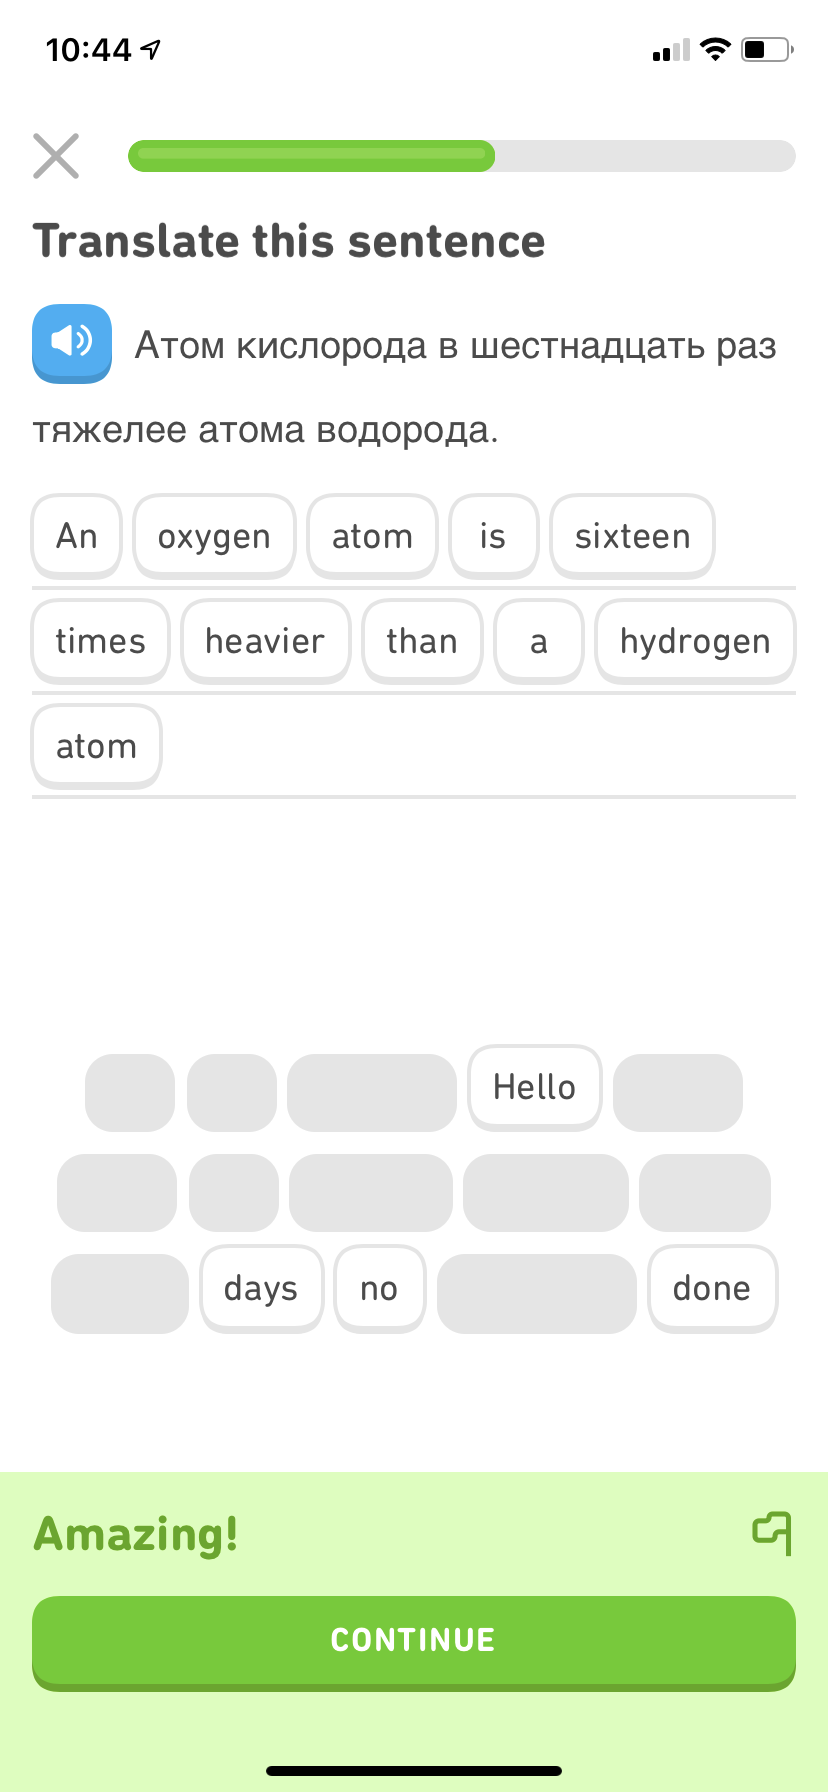 10:44
Translate this sentence
Атом кислорода в шестнадцать раз
тяжелее атома водорода.
An oxygen atom is sixteen
times heavier than a hydrogen
atom
Hello
days no done
Amazing!
CONTINUE